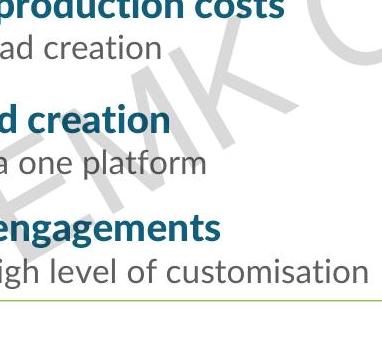 production costs
ad creation
d creation
a one platform
engagements
igh level of customisation
EMK